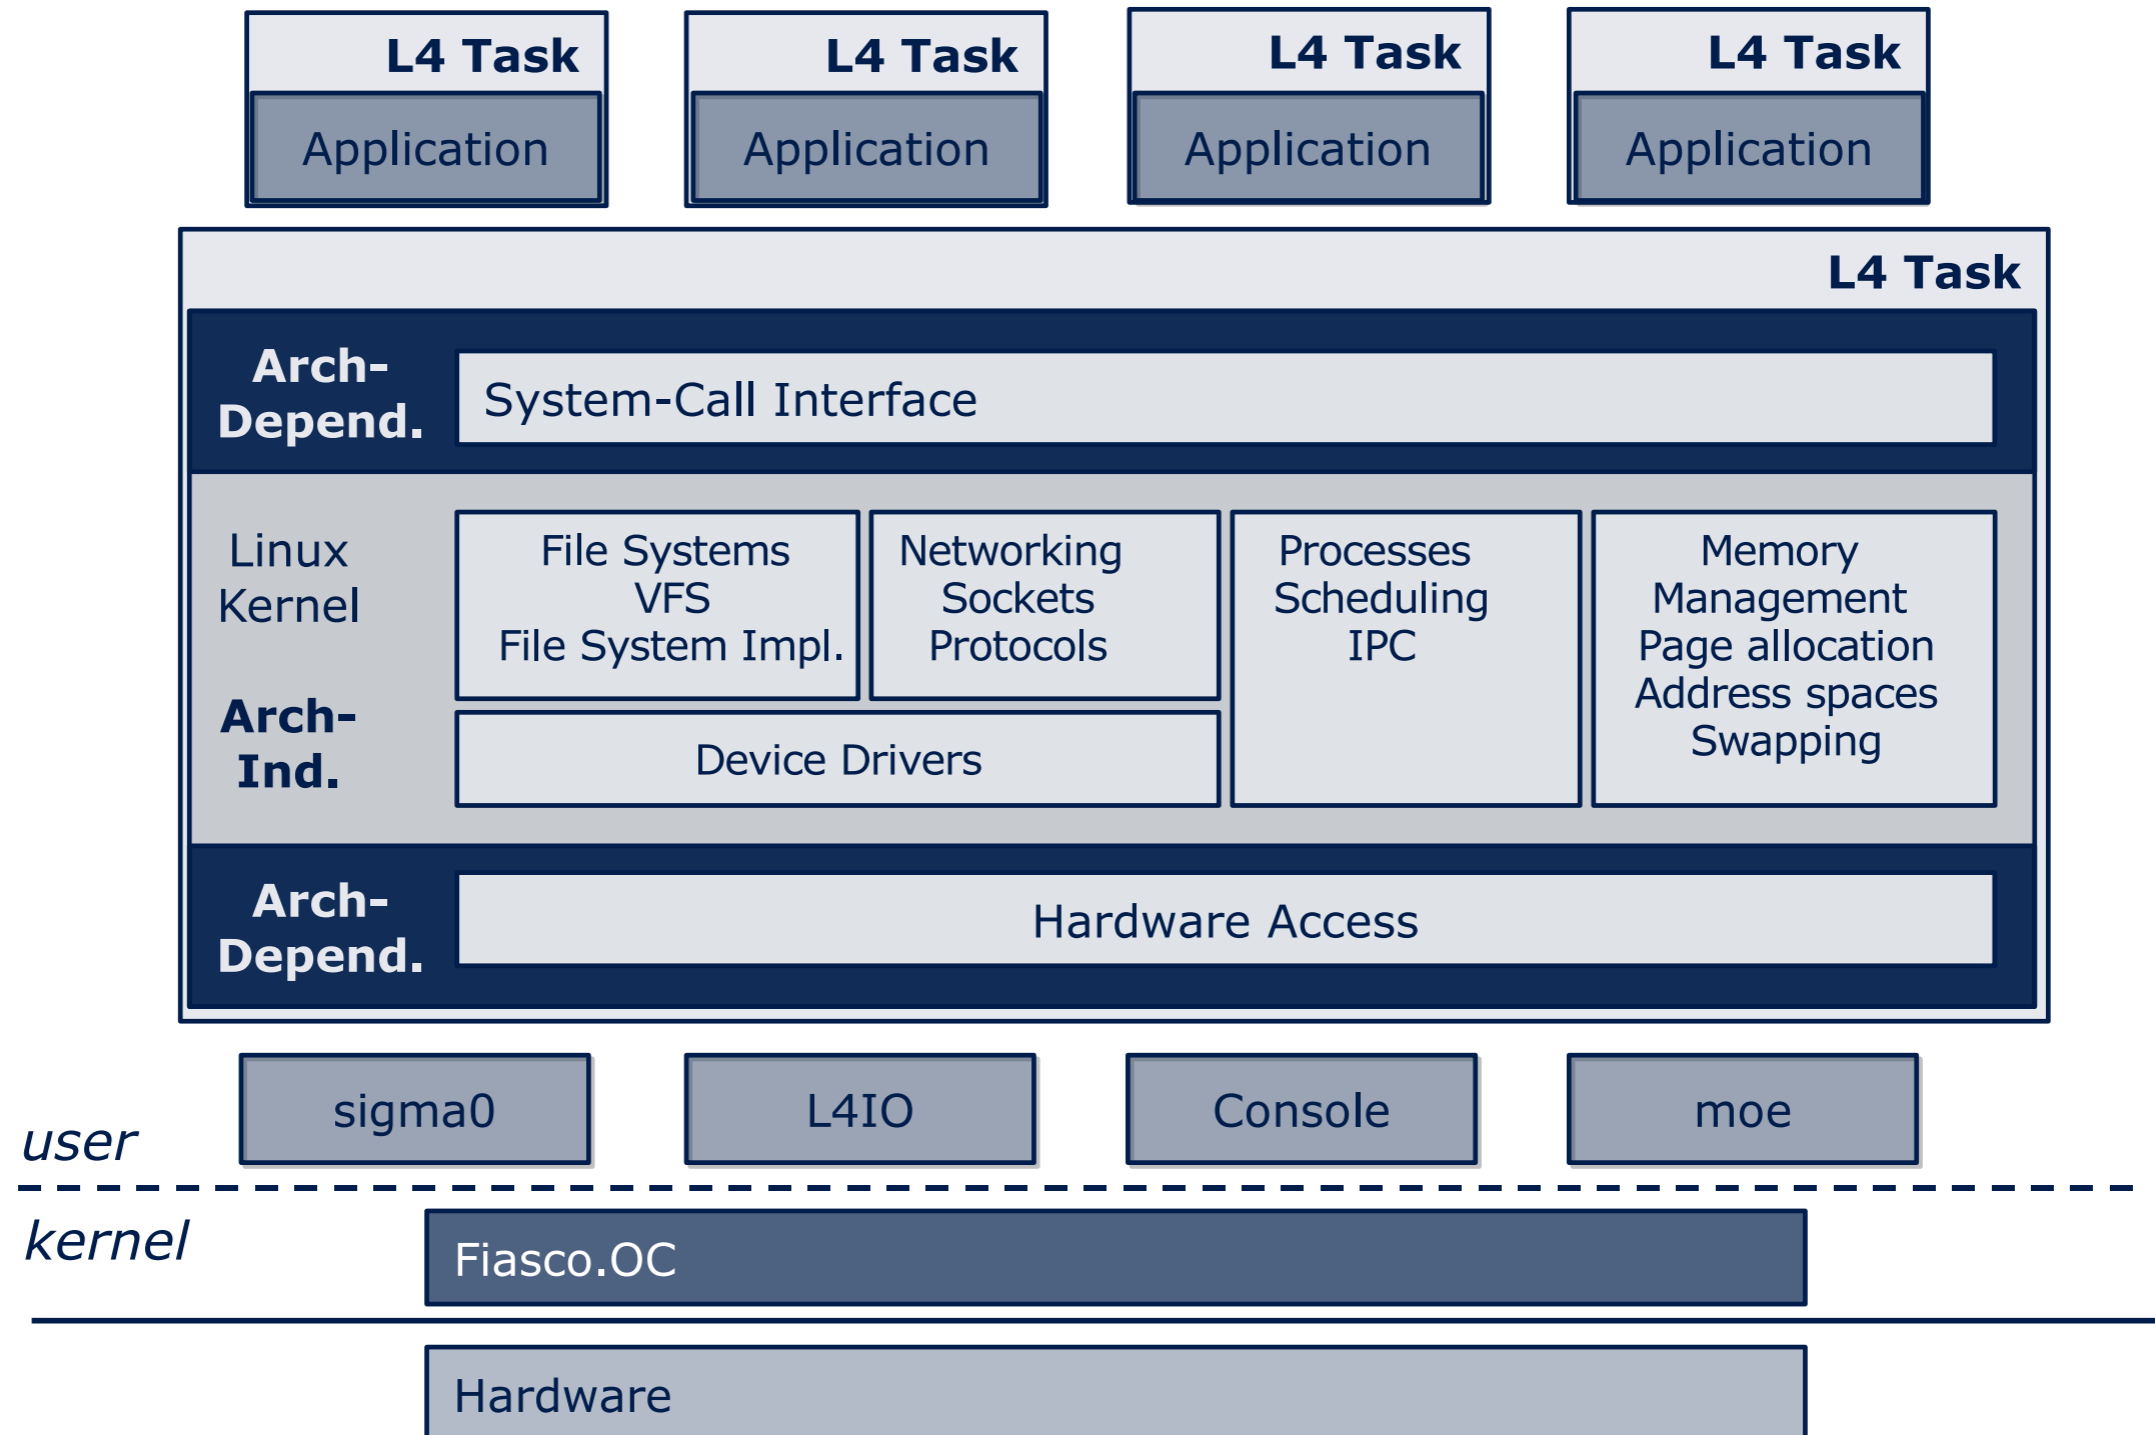 L4 Task
L4 Task
L4 Task
L4 Task
Application
Application
Application
Application
L4 Task
Arch-
Depend.
System-Call Interface
Linux
Kernel
Arch-
Ind.
File Systems
VFS
File System Impl.
Networking
Sockets
Protocols
Processes
Scheduling
IPC
Memory
Management
Page allocation
Address spaces
Swapping
Device Drivers
Arch-
Depend.
Hardware Access
sigma0
L4IO
Console
moe
user
kernel
Fiasco.OC
Hardware